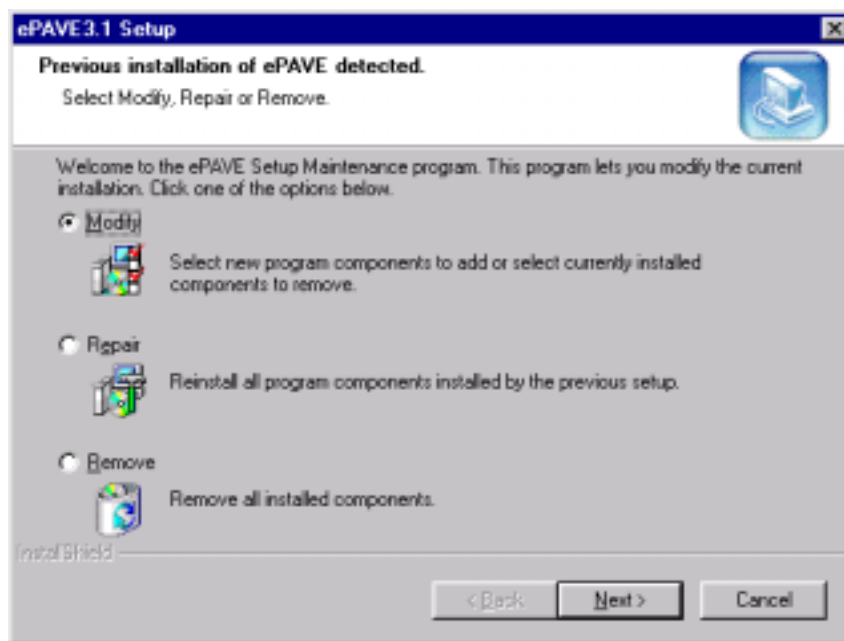 ePAVE3.1 Setup
Previous installation of ePAVE detected.
Select Modify, Repair or Remove.
Welcome to the ePAVE Setup Maintenance program. This program lets you modify the current
installation. Click one of the options below.
Modify
Select new program components to add or select currently installed
components to remove.
Repair
Reinstall all program components installed by the previous setup.
Remove
Remove all installed components.
InstallShield
< Back Next > Cancel